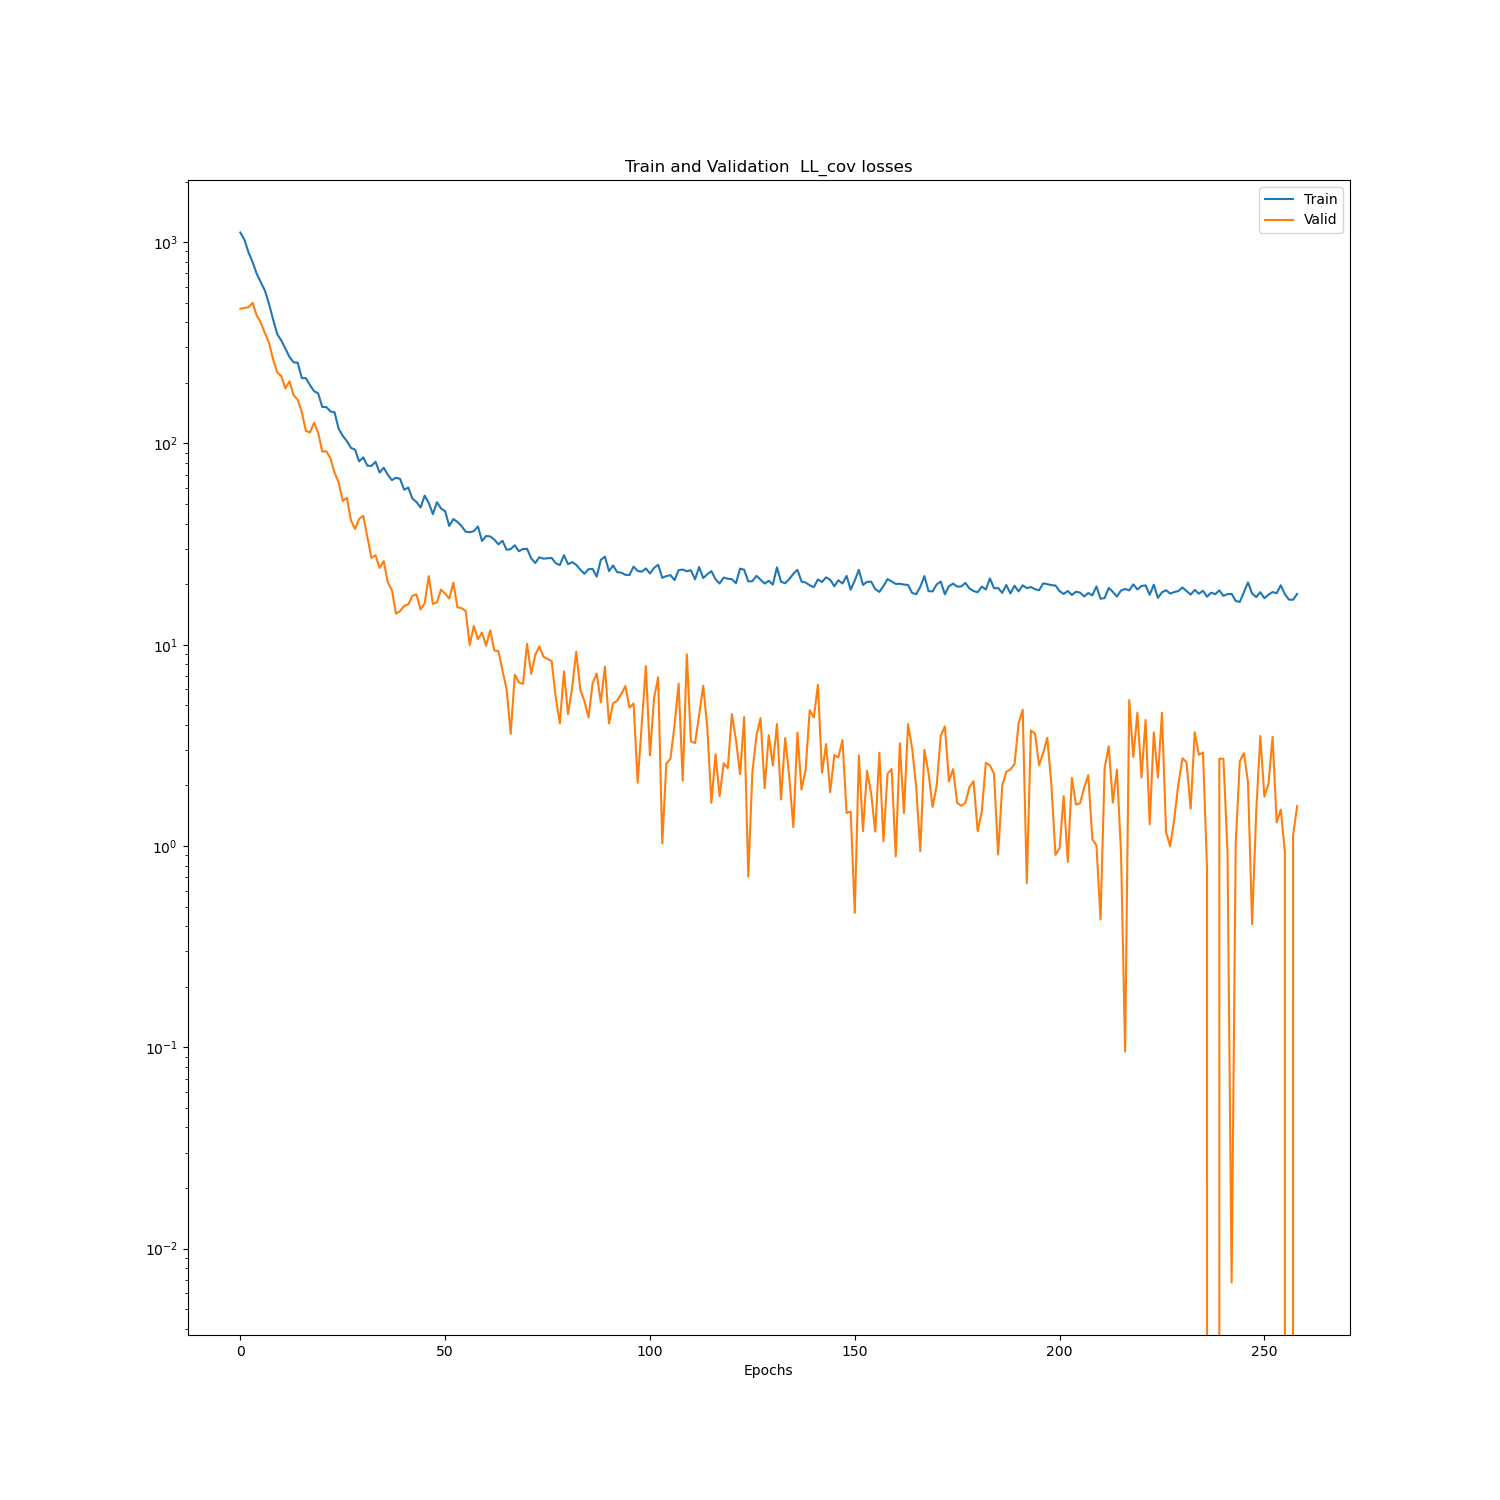 Train and Validation  LL_cov losses
Train
Valid
10³
10²
10¹
10⁰
10⁻¹
10⁻²
0 50 100 150 200 250
Epochs